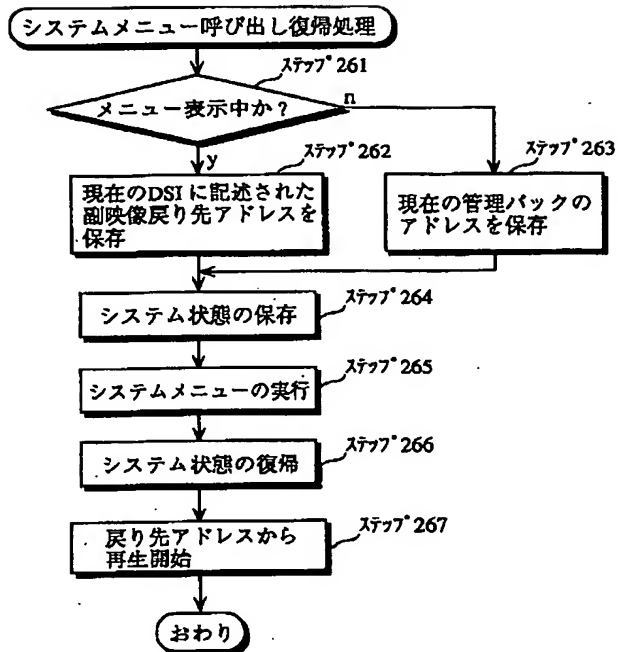 システムメニュー呼び出し復帰処理
ステップ261
メニュー表示中か?
n
y
ステップ262
現在のDSIに記述された
副映像戻り先アドレスを
保存
ステップ263
現在の管理パックの
アドレスを保存
ステップ264
システム状態の保存
ステップ265
システムメニューの実行
ステップ266
システム状態の復帰
ステップ267
戻り先アドレスから
再生開始
おわり